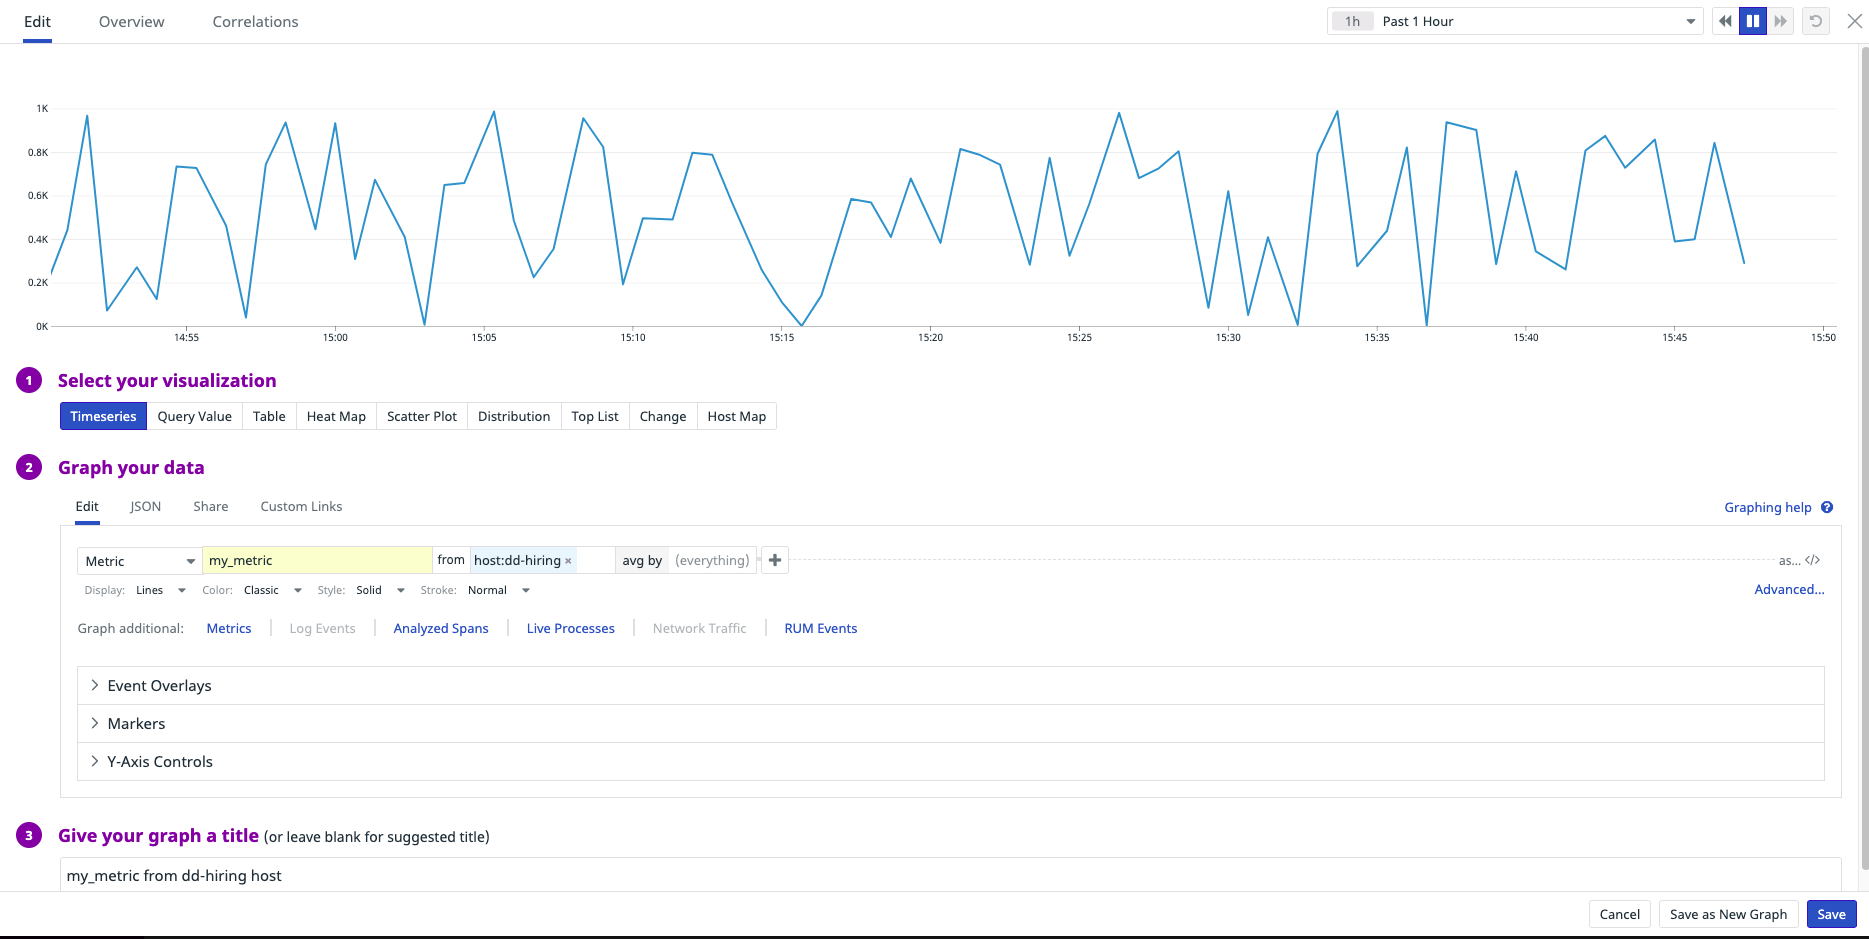 Edit Overview Correlations 1h Past 1 Hour
1K
0.8K
0.6K
0.4K
0.2K
0K
14:55 15:00 15:05 15:10 15:15 15:20 15:25 15:30 15:35 15:40 15:45 15:50
1 Select your visualization
Timeseries Query Value Table Heat Map Scatter Plot Distribution Top List Change Host Map
2 Graph your data
Edit JSON Share Custom Links Graphing help ?
Metric my_metric from host:dd-hiring × avg by (everything) + as... </>
Display: Lines Color: Classic Style: Solid Stroke: Normal Advanced...
Graph additional: Metrics | Log Events | Analyzed Spans | Live Processes | Network Traffic | RUM Events
> Event Overlays
> Markers
> Y-Axis Controls
3 Give your graph a title (or leave blank for suggested title)
my_metric from dd-hiring host
Cancel Save as New Graph Save